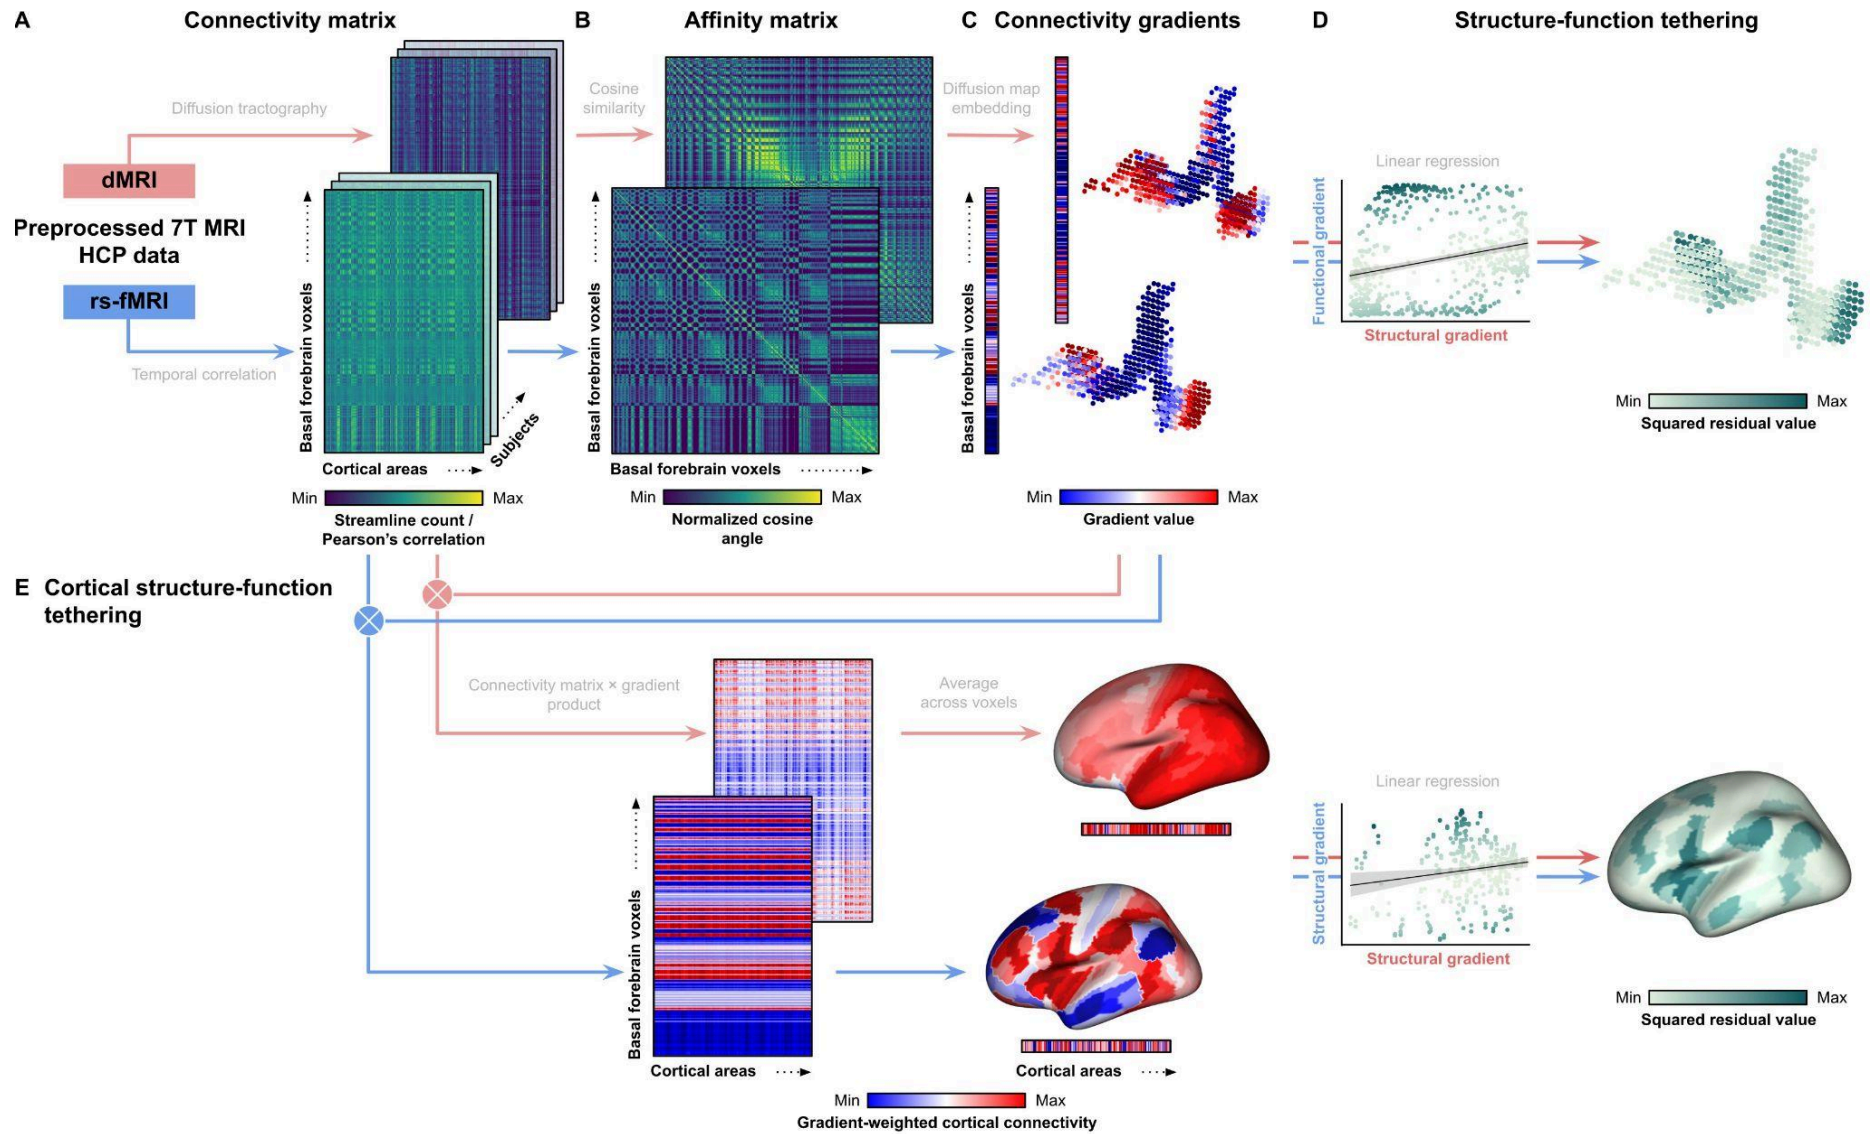 A Connectivity matrix
B Affinity matrix
C Connectivity gradients
D Structure-function tethering
Diffusion tractography
dMRI
Preprocessed 7T MRI
HCP data
rs-fMRI
Temporal correlation
Basal forebrain voxels
Cortical areas
Subjects
Min Max
Streamline count /
Pearson's correlation
Cosine
similarity
Basal forebrain voxels
Basal forebrain voxels
Min Max
Normalized cosine
angle
Diffusion map
embedding
Basal forebrain voxels
Min Max
Gradient value
Linear regression
Functional gradient
Structural gradient
Min Max
Squared residual value
E Cortical structure-function
tethering
Connectivity matrix × gradient
product
Average
across voxels
Basal forebrain voxels
Cortical areas
Cortical areas
Min Max
Gradient-weighted cortical connectivity
Linear regression
Structural gradient
Structural gradient
Min Max
Squared residual value